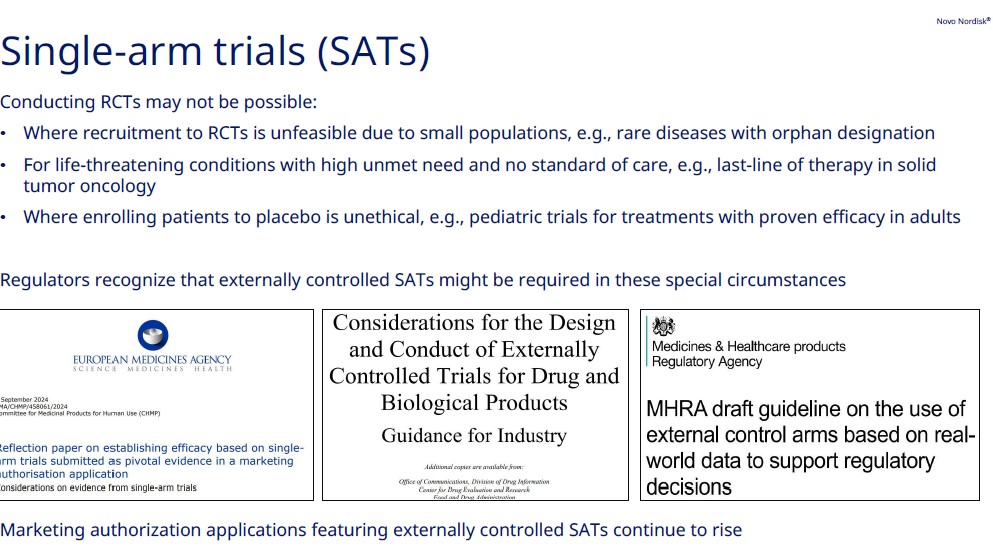 Novo Nordisk®
Single-arm trials (SATs)
Conducting RCTs may not be possible:
• Where recruitment to RCTs is unfeasible due to small populations, e.g., rare diseases with orphan designation
• For life-threatening conditions with high unmet need and no standard of care, e.g., last-line of therapy in solid
tumor oncology
• Where enrolling patients to placebo is unethical, e.g., pediatric trials for treatments with proven efficacy in adults
Regulators recognize that externally controlled SATs might be required in these special circumstances
EUROPEAN MEDICINES AGENCY
SCIENCE MEDICINES HEALTH
September 2024
MA/CHMP/458061/2024
ommittee for Medicinal Products for Human Use (CHMP)
Reflection paper on establishing efficacy based on single-
arm trials submitted as pivotal evidence in a marketing
authorisation application
onsiderations on evidence from single-arm trials
Considerations for the Design
and Conduct of Externally
Controlled Trials for Drug and
Biological Products
Guidance for Industry
Additional copies are available from:
Office of Communications, Division of Drug Information
Center for Drug Evaluation and Research
Food and Drug Administration
Medicines & Healthcare products
Regulatory Agency
MHRA draft guideline on the use of
external control arms based on real-
world data to support regulatory
decisions
Marketing authorization applications featuring externally controlled SATs continue to rise